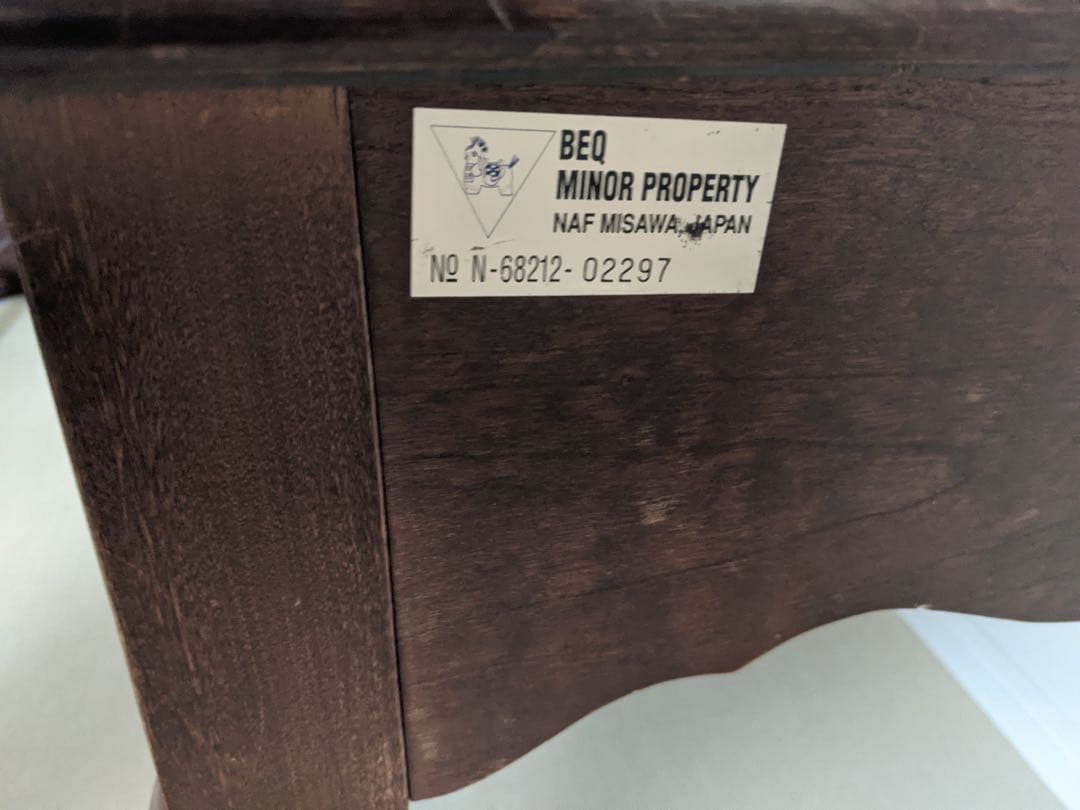 BEQ
MINOR PROPERTY
NAF MISAWA, JAPAN
Nº N-68212-02297